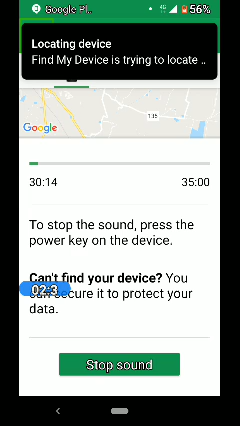 Google Pl..
4G
56%
Locating device
Find My Device is trying to locate ..
Google
30:14 35:00
To stop the sound, press the
power key on the device.
Can't find your device? You
can secure it to protect your
data.
02:3
Stop sound